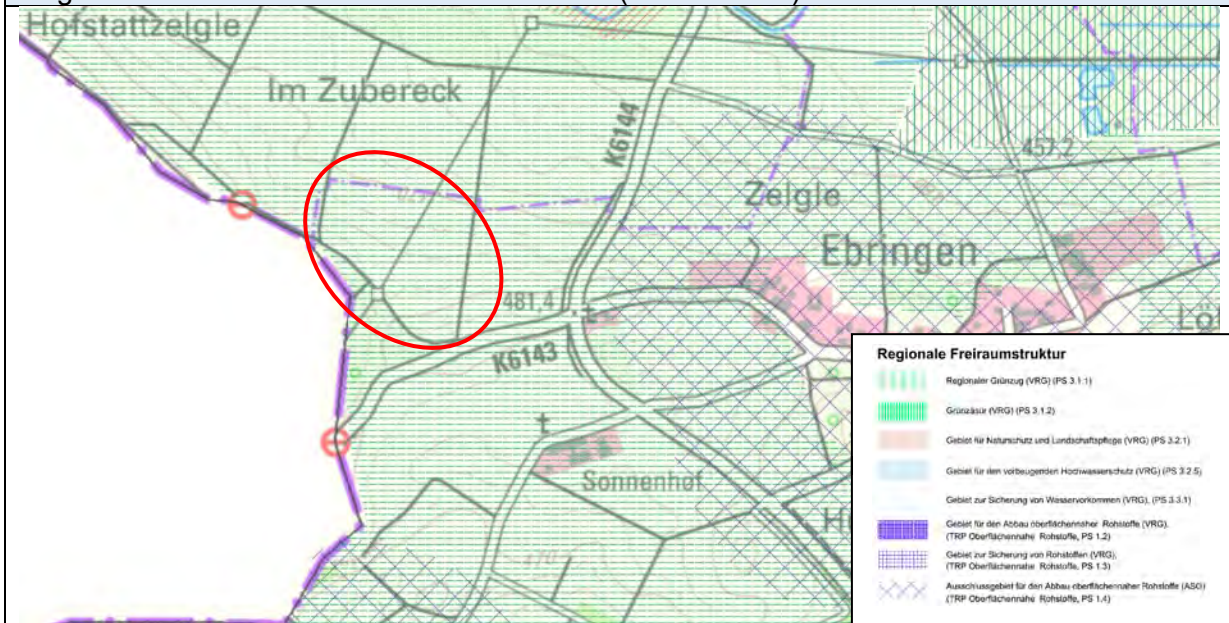 Hofstattzelgle
Im Zubereck
K6144
457,2
Zelgle
Ebringen
481,4
K6143
Sonnenhof
Regionale Freiraumstruktur
Regionaler Grünzug (VRG) (PS 3.1.1)
Grünzäsur (VRG) (PS 3.1.2)
Gebiet für Naturschutz und Landschaftspflege (VRG) (PS 3.2.1)
Gebiet für den vorbeugenden Hochwasserschutz (VRG) (PS 3.2.5)
Gebiet zur Sicherung von Wasservorkommen (VRG), (PS 3.3.1)
Gebiet für den Abbau oberflächennaher Rohstoffe (VRG),
(TRP Oberflächennahe Rohstoffe, PS 1.2)
Gebiet zur Sicherung von Rohstoffen (VRG),
(TRP Oberflächennahe Rohstoffe, PS 1.3)
Ausschlussgebiet für den Abbau oberflächennaher Rohstoffe (ASG)
(TRP Oberflächennahe Rohstoffe, PS 1.4)